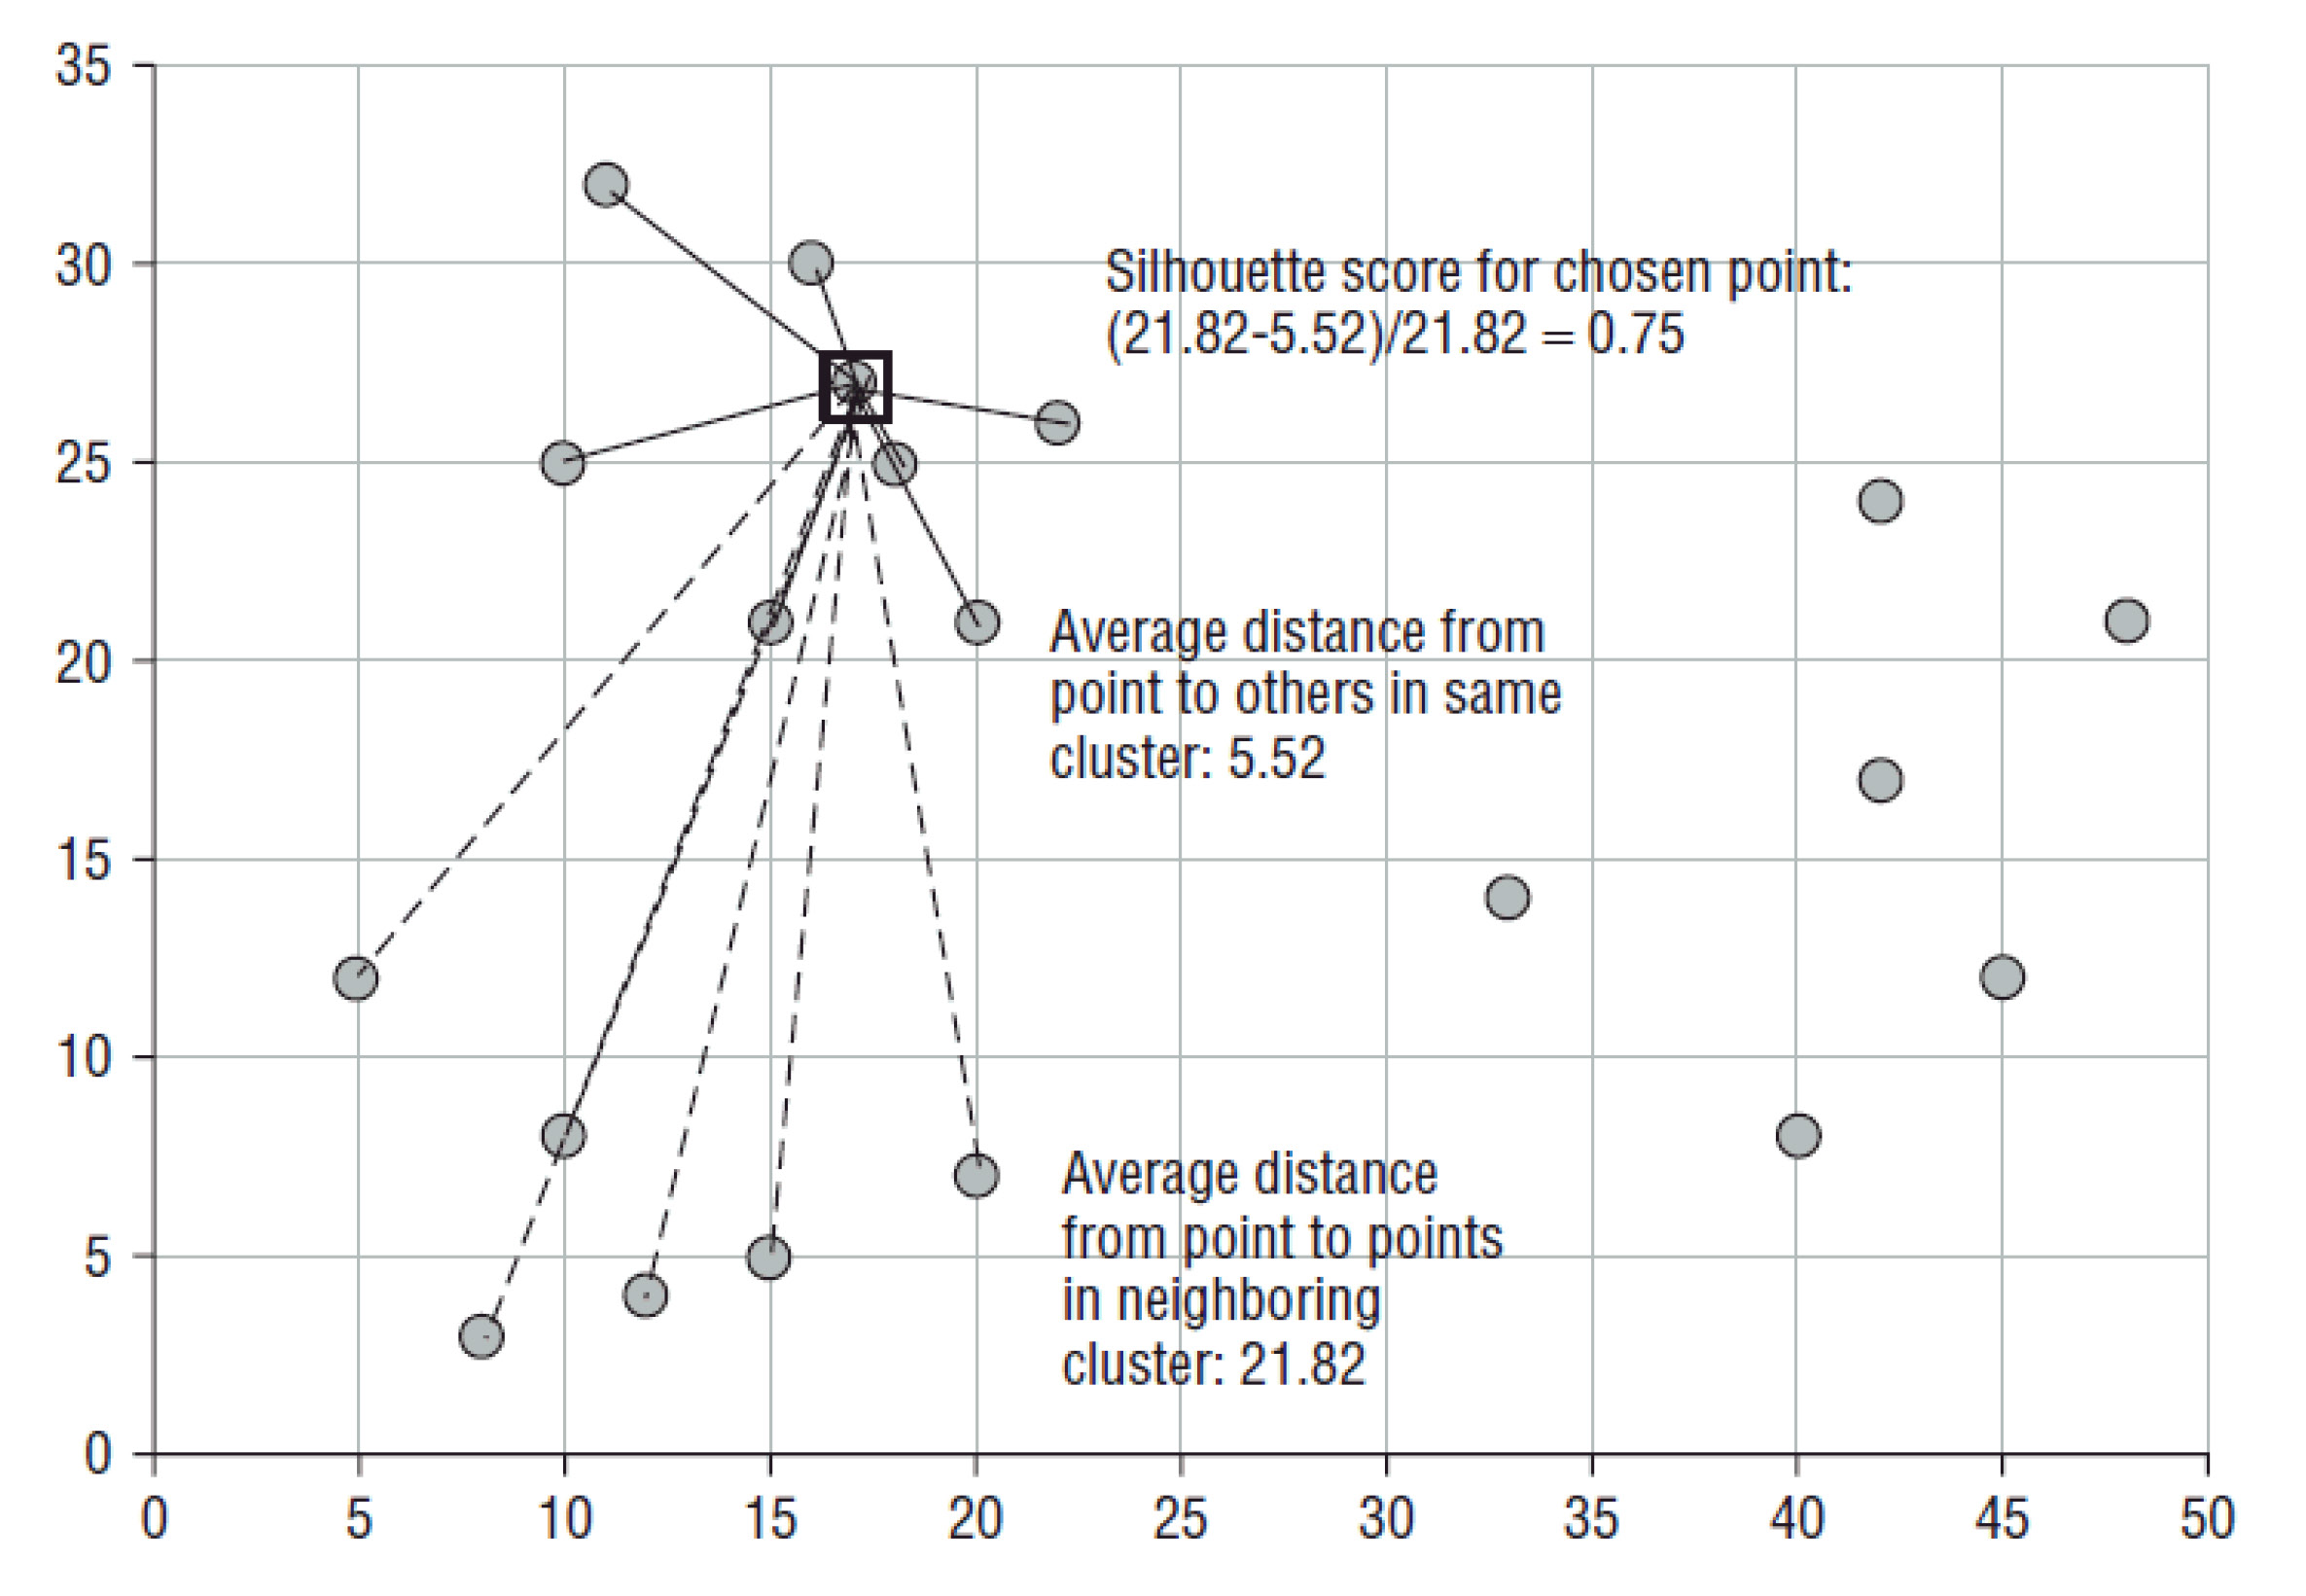 35
30
25
20
15
10
5
0
Silhouette score for chosen point:
(21.82-5.52)/21.82 = 0.75
Average distance from
point to others in same
cluster: 5.52
Average distance
from point to points
in neighboring
cluster: 21.82
0 5 10 15 20 25 30 35 40 45 50